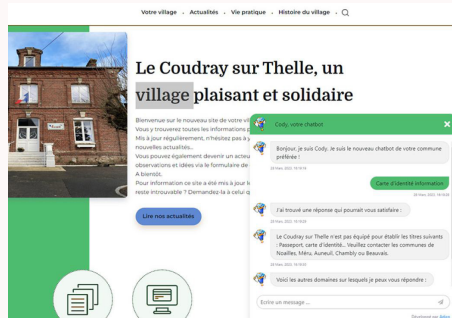 Votre village
Actualités
Vie pratique
Histoire du village
Le Coudray sur Thelle, un
village plaisant et solidaire
Bienvenue sur le nouveau site de votre vil
Vous y trouverez toutes les informations p
Mis à jour régulièrement, n'hésitez pas à y
nouvelles actualités...
Vous pouvez également devenir un acteu
observations et idées via le formulaire de
A bientôt.
Pour information ce site a été mis à jour l
reste introuvable ? Demandez-la à celui q
Lire nos actualités
Cody, votre chatbot
Bonjour, je suis Cody. Je suis le nouveau chatbot de votre commune
préférée !
Carte d'identité information
J'ai trouvé une réponse qui pourrait vous satisfaire :
Le Coudray sur Thelle n'est pas équipé pour établir les titres suivants
: Passeport, carte d'identité... Veuillez contacter les communes de
Noailles, Méru, Auneuil, Chambly ou Beauvais.
Voici les autres domaines sur lesquels je peux vous répondre :
Ecrire un message ...